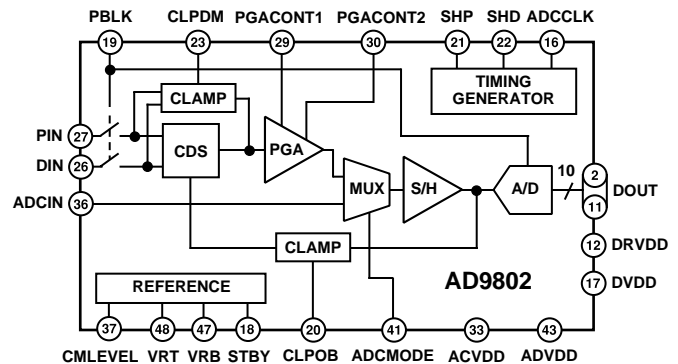 PBLK CLPDM PGACONT1 PGACONT2 SHP SHD ADCCLK
19 23 29 30 21 22 16
CLAMP
TIMING
GENERATOR
PIN 27
DIN 26
CDS
PGA
ADCIN 36
MUX
S/H
A/D
10
2
11
DOUT
12 DRVDD
17 DVDD
CLAMP
AD9802
REFERENCE
37 48 47 18 20 41 33 43
CMLEVEL VRT VRB STBY CLPOB ADCMODE ACVDD ADVDD